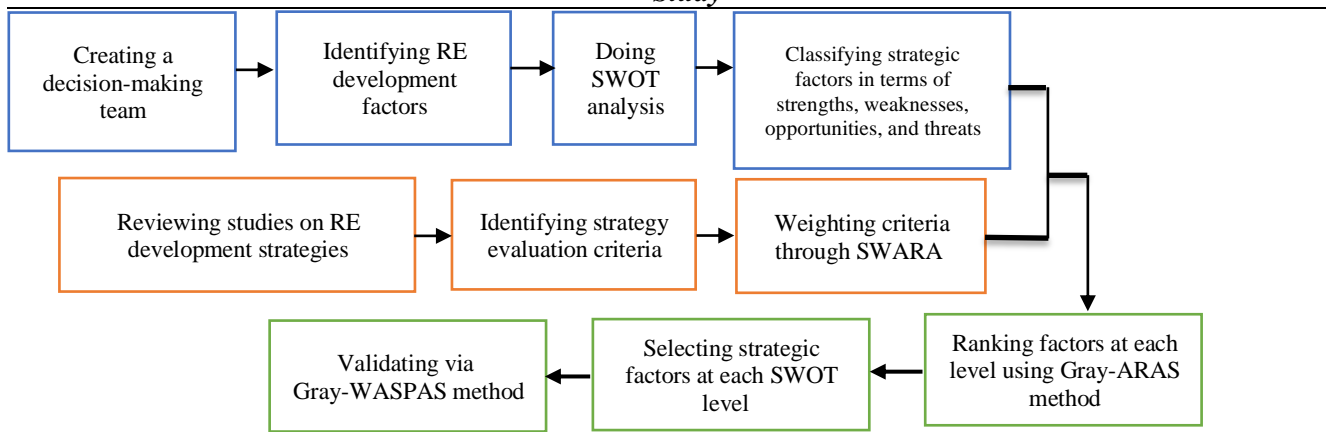 Study
Creating a
decision-making
team
Identifying RE
development
factors
Doing
SWOT
analysis
Classifying strategic
factors in terms of
strengths, weaknesses,
opportunities, and threats
Reviewing studies on RE
development strategies
Identifying strategy
evaluation criteria
Weighting criteria
through SWARA
Ranking factors at each
level using Gray-ARAS
method
Selecting strategic
factors at each SWOT
level
Validating via
Gray-WASPAS method